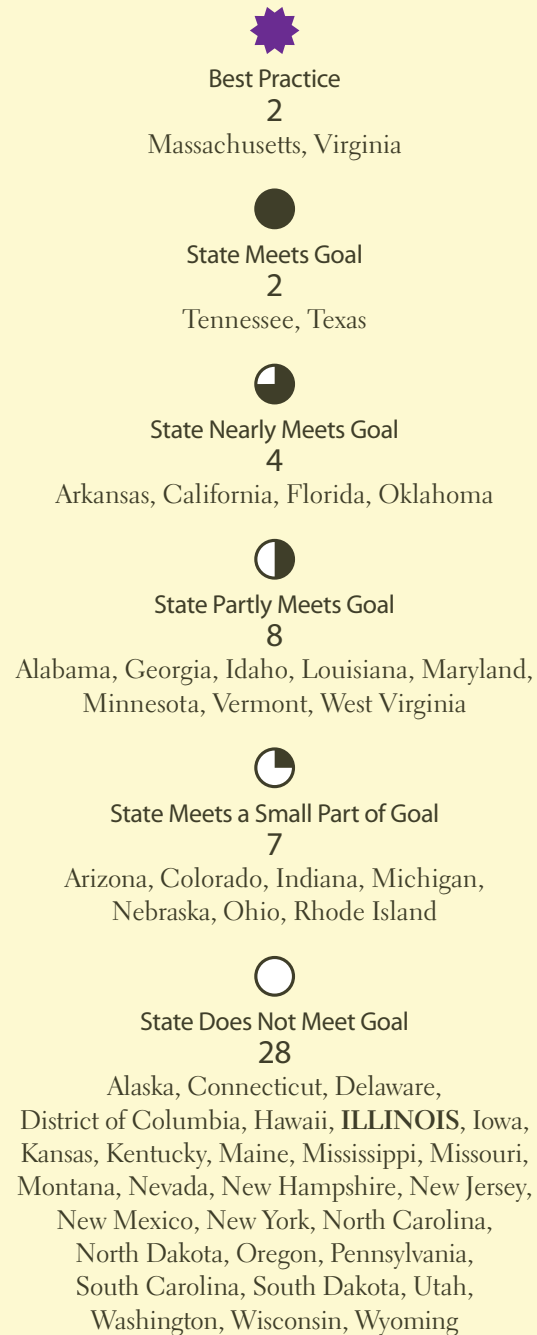 Best Practice
2
Massachusetts, Virginia
State Meets Goal
2
Tennessee, Texas
State Nearly Meets Goal
4
Arkansas, California, Florida, Oklahoma
State Partly Meets Goal
8
Alabama, Georgia, Idaho, Louisiana, Maryland,
Minnesota, Vermont, West Virginia
State Meets a Small Part of Goal
7
Arizona, Colorado, Indiana, Michigan,
Nebraska, Ohio, Rhode Island
State Does Not Meet Goal
28
Alaska, Connecticut, Delaware,
District of Columbia, Hawaii, ILLINOIS, Iowa,
Kansas, Kentucky, Maine, Mississippi, Missouri,
Montana, Nevada, New Hampshire, New Jersey,
New Mexico, New York, North Carolina,
North Dakota, Oregon, Pennsylvania,
South Carolina, South Dakota, Utah,
Washington, Wisconsin, Wyoming